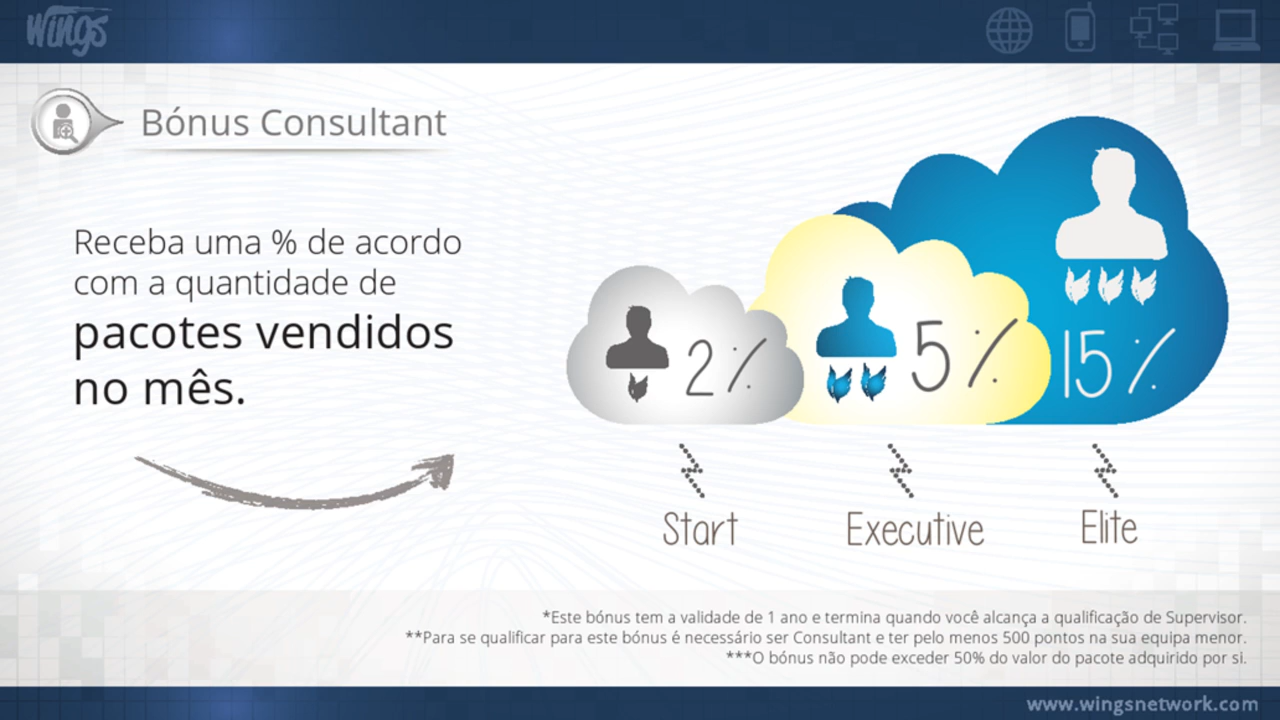 Wings
Bónus Consultant
Receba uma % de acordo
com a quantidade de
pacotes vendidos
no mês.
2%
5%
15%
Start
Executive
Elite
*Este bónus tem a validade de 1 ano e termina quando você alcança a qualificação de Supervisor.
**Para se qualificar para este bónus é necessário ser Consultant e ter pelo menos 500 pontos na sua equipa menor.
***O bónus não pode exceder 50% do valor do pacote adquirido por si.
www.wingsnetwork.com